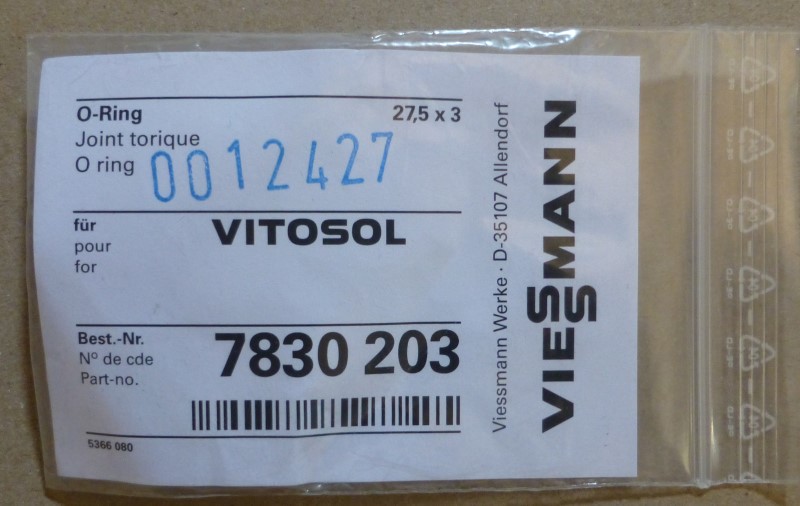 O-Ring 27,5 x 3
Joint torique
O ring 0012427
für VITOSOL
pour
for
Best.-Nr. 7830 203
Nº de cde
Part-no.
5366 080
Viessmann Werke · D-35107 Allendorf
VIESSMANN